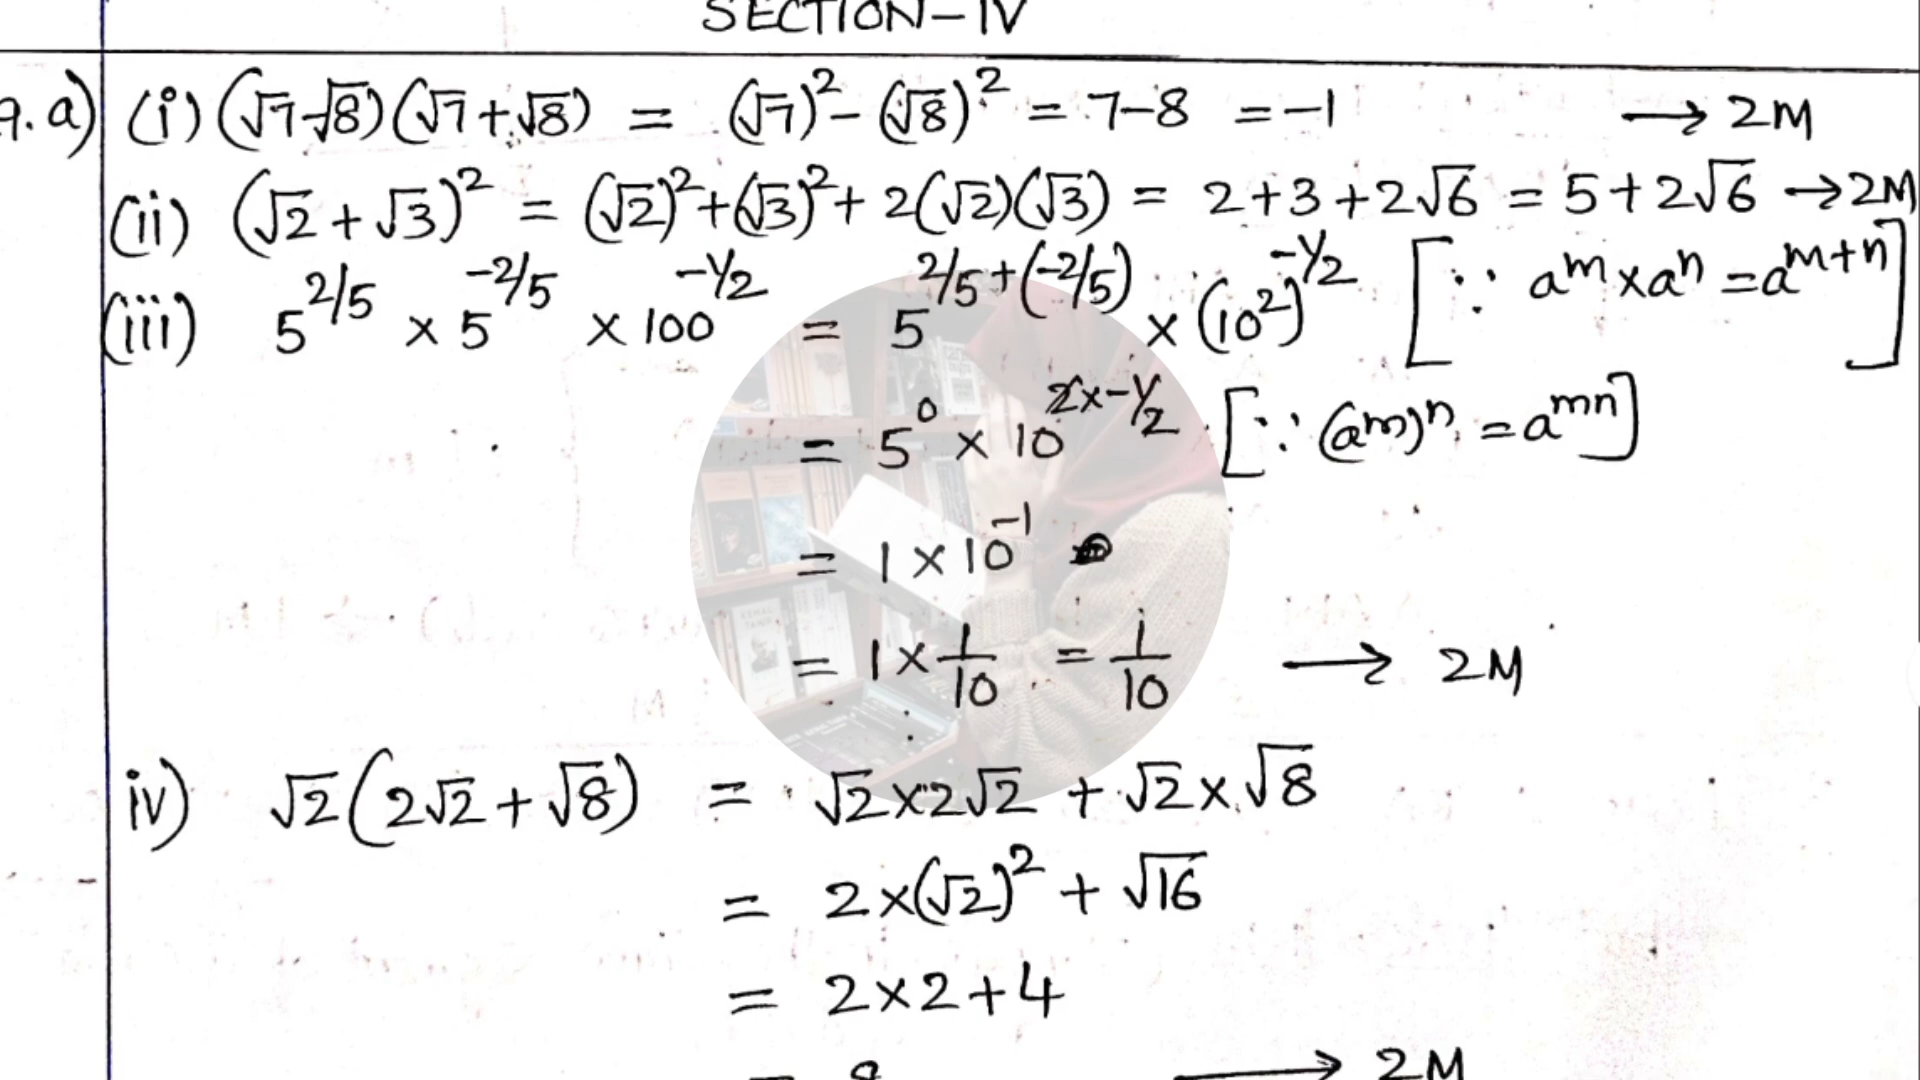 SECTION-IV
9. a) (i) (√7-√8)(√7+√8) = (√7)² - (√8)² = 7-8 = -1 → 2M
(ii) (√2+√3)² = (√2)²+(√3)²+ 2(√2)(√3) = 2+3+2√6 = 5+2√6 → 2M
(iii) 5^(2/5) × 5^(-2/5) × 100^(-1/2) = 5^(2/5+(-2/5)) × (10²)^(-1/2) [∵ a^m × a^n = a^(m+n)]
= 5⁰ × 10^(2×-1/2) [∵ (a^m)^n = a^(mn)]
= 1 × 10⁻¹
= 1 × 1/10 = 1/10 → 2M
iv) √2(2√2+√8) = √2×2√2 + √2×√8
= 2×(√2)² + √16
= 2×2+4
= 8 → 2M